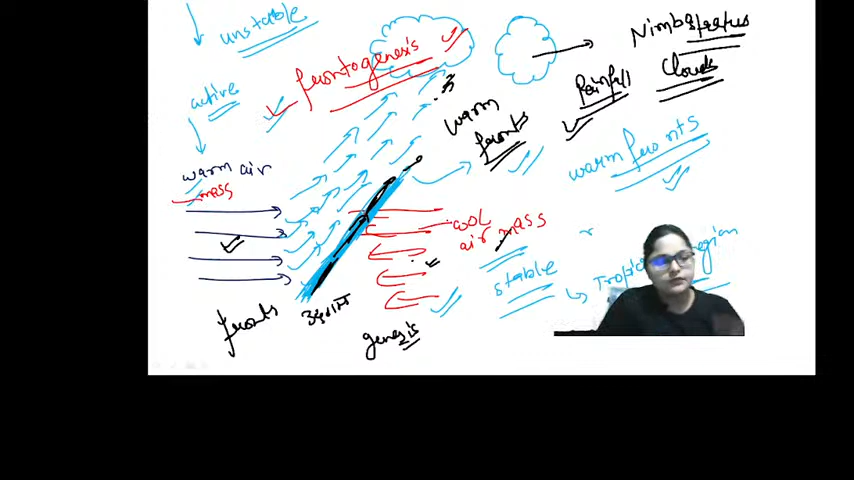 unstable
active
frontogenesis
warm air
mass
Nimbostratus
clouds
Rainfall
warm
fronts
warm fronts
cool
air mass
stable
fronts
genesis